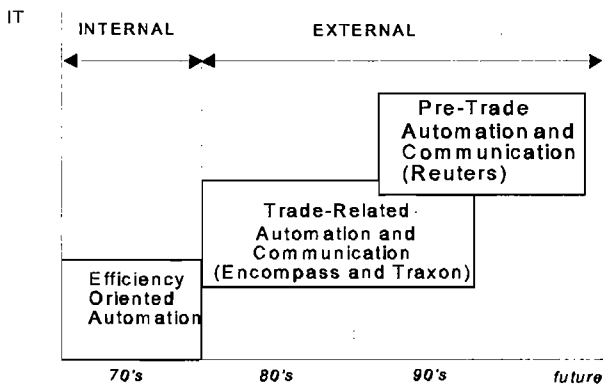 IT
INTERNAL
EXTERNAL
Pre-Trade
Automation and
Communication
(Reuters)
Trade-Related
Automation and
Communication
(Encompass and Traxon)
Efficiency
Oriented
Automation
70's
80's
90's
future